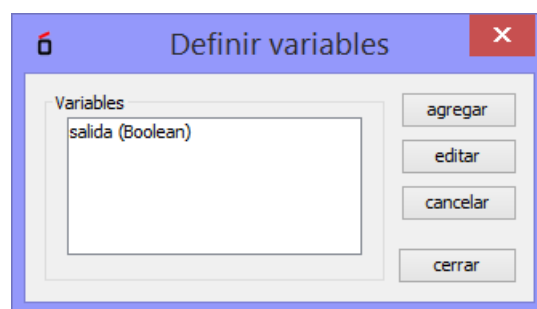 ó
Definir variables
x
Variables
salida (Boolean)
agregar
editar
cancelar
cerrar